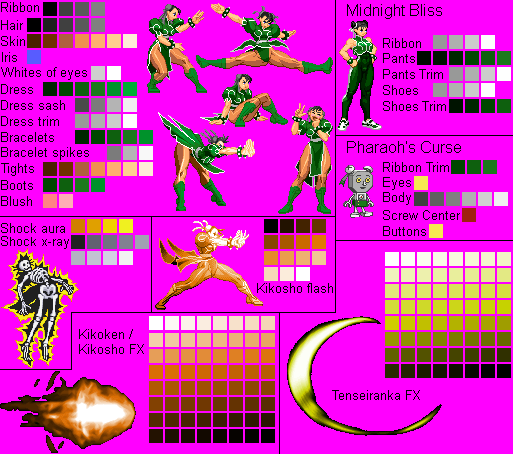 Ribbon
Hair
Skin
Iris
Whites of eyes
Dress
Dress sash
Dress trim
Bracelets
Bracelet spikes
Tights
Boots
Blush
Midnight Bliss
Ribbon
Pants
Pants Trim
Shoes
Shoes Trim
Pharaoh's Curse
Ribbon Trim
Eyes
Body
Screw Center
Buttons
Shock aura
Shock x-ray
Kikosho flash
Kikoken /
Kikosho FX
Tenseiranka FX